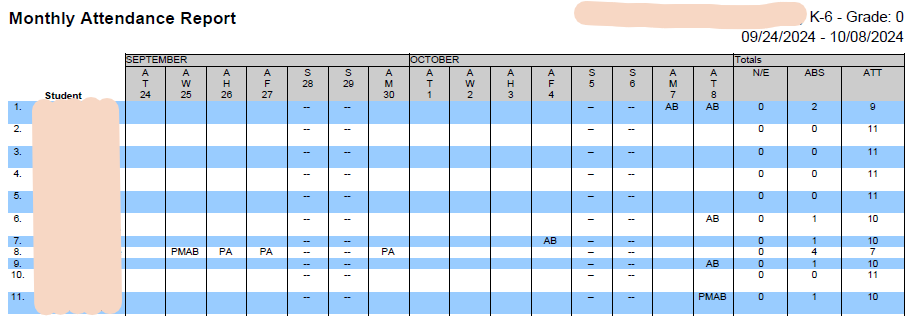 Monthly Attendance Report
K-6 - Grade: 0
09/24/2024 - 10/08/2024
SEPTEMBER OCTOBER Totals
A A A A S S A A A A A S S A A N/E ABS ATT
T W H F 28 29 M T W H F 5 6 M T
24 25 26 27 30 1 2 3 4 7 8
Student
1. -- -- -- -- AB AB 0 2 9
2. -- -- -- -- 0 0 11
3. -- -- -- -- 0 0 11
4. -- -- -- -- 0 0 11
5. -- -- -- -- 0 0 11
6. -- -- -- -- AB 0 1 10
7. -- -- AB -- -- 0 1 10
8. PMAB PA PA -- -- PA -- -- 0 4 7
9. -- -- -- -- AB 0 1 10
10. -- -- -- -- 0 0 11
11. -- -- -- -- PMAB 0 1 10